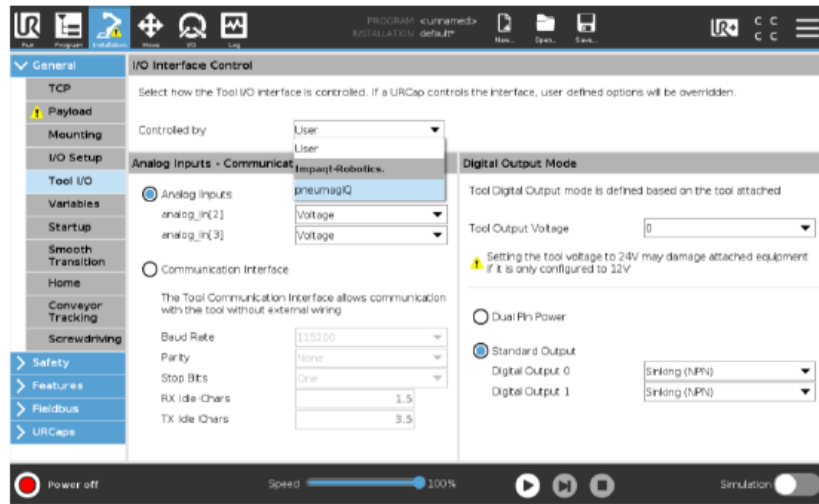 PROGRAM <unnamed>
INSTALLATION default*
Run Program Installation Move I/O Log New... Open... Save...
UR+
C C
C C
General
TCP
Payload
Mounting
I/O Setup
Tool I/O
Variables
Startup
Smooth
Transition
Home
Conveyor
Tracking
Screwdriving
Safety
Features
Fieldbus
URCaps
I/O Interface Control
Select how the Tool I/O interface is controlled. If a URCap controls the interface, user defined options will be overridden.
Controlled by User
User
Impaqt-Robotics.
pneumagiQ
Analog Inputs - Communicat
Analog Inputs
analog_in[2] Voltage
analog_in[3] Voltage
Communication Interface
The Tool Communication Interface allows communication
with the tool without external wiring
Baud Rate 115200
Parity None
Stop Bits One
RX Idle Chars 1.5
TX Idle Chars 3.5
Digital Output Mode
Tool Digital Output mode is defined based on the tool attached
Tool Output Voltage 0
Setting the tool voltage to 24V may damage attached equipment
if it is only configured to 12V
Dual Pin Power
Standard Output
Digital Output 0 Sinking (NPN)
Digital Output 1 Sinking (NPN)
Power off
Speed 100%
Simulation